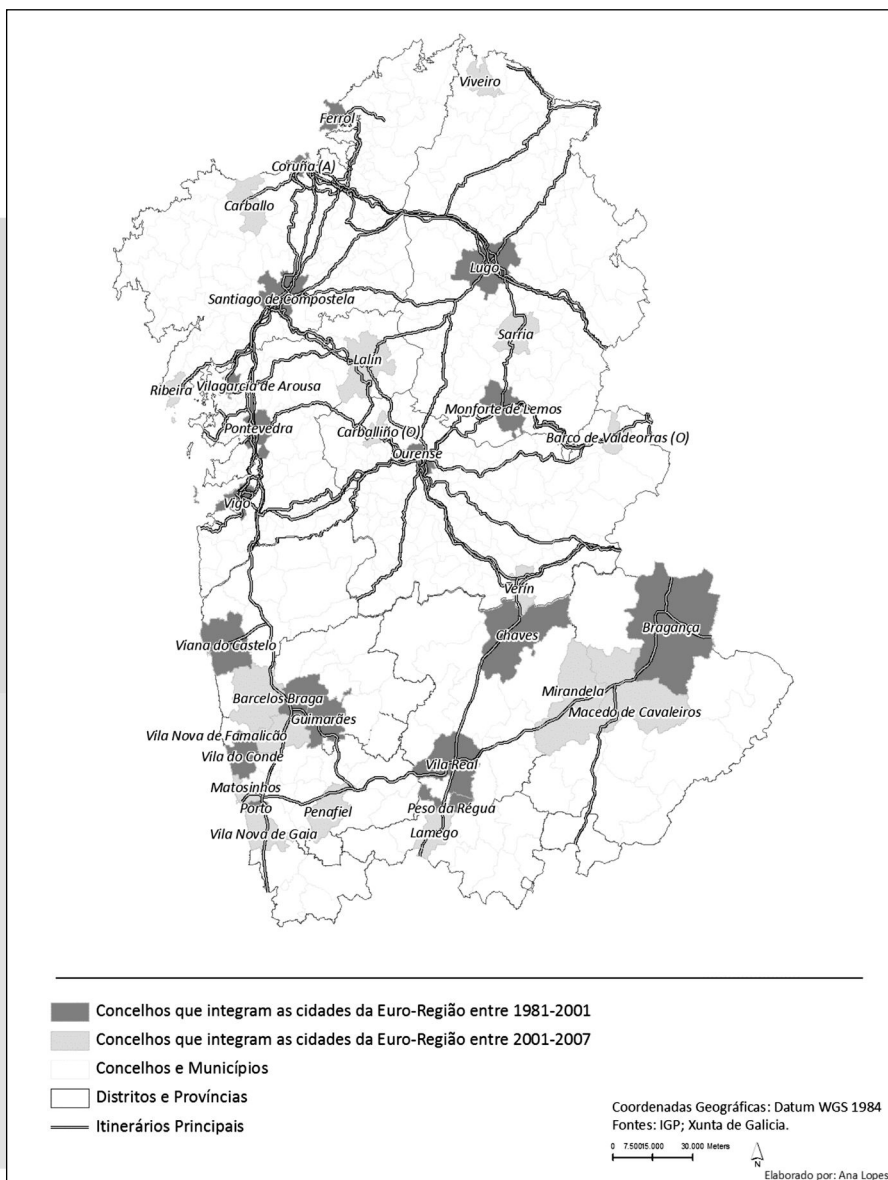 Viveiro
Ferrol
Coruña (A)
Carballo
Lugo
Santiago de Compostela
Sarria
Lalín
Ribeira
Vilagarcía de Arousa
Monforte de Lemos
Pontevedra
Carballiño (O)
Barco de Valdeorras (O)
Ourense
Vigo
Verín
Chaves
Bragança
Viana do Castelo
Mirandela
Barcelos Braga
Macedo de Cavaleiros
Guimarães
Vila Nova de Famalicão
Vila do Conde
Vila Real
Matosinhos
Porto
Penafiel
Peso da Régua
Vila Nova de Gaia
Lamego
Concelhos que integram as cidades da Euro-Região entre 1981-2001
Concelhos que integram as cidades da Euro-Região entre 2001-2007
Concelhos e Municípios
Distritos e Províncias
Itinerários Principais
Coordenadas Geográficas: Datum WGS 1984
Fontes: IGP; Xunta de Galicia.
0 7.50015.000 30.000 Meters
N
Elaborado por: Ana Lopes